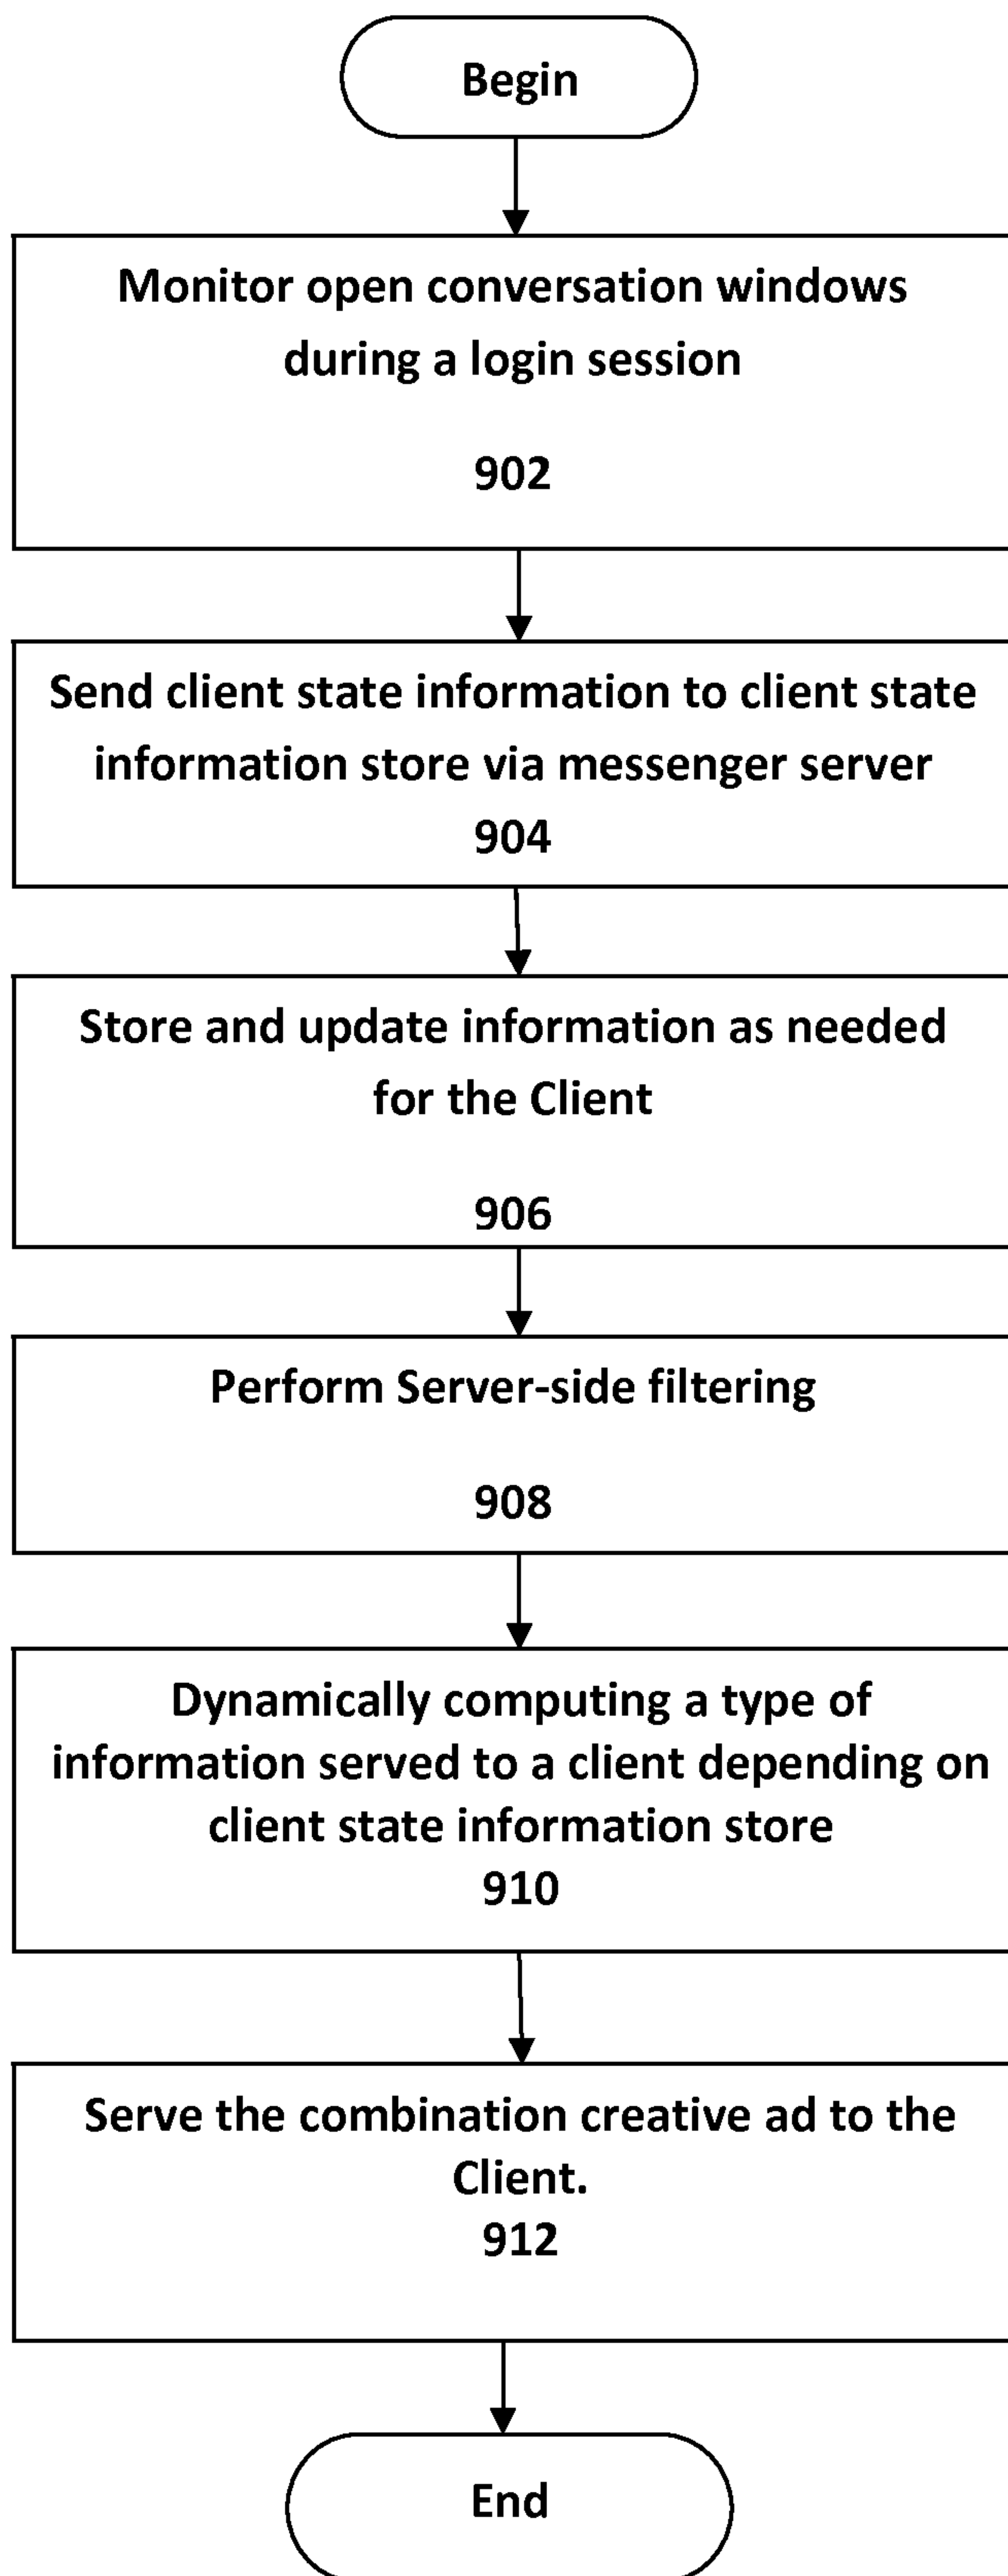 Begin
Monitor open conversation windows
during a login session
902
Send client state information to client state
information store via messenger server
904
Store and update information as needed
for the Client
906
Perform Server-side filtering
908
Dynamically computing a type of
information served to a client depending on
client state information store
910
Serve the combination creative ad to the
Client.
912
End